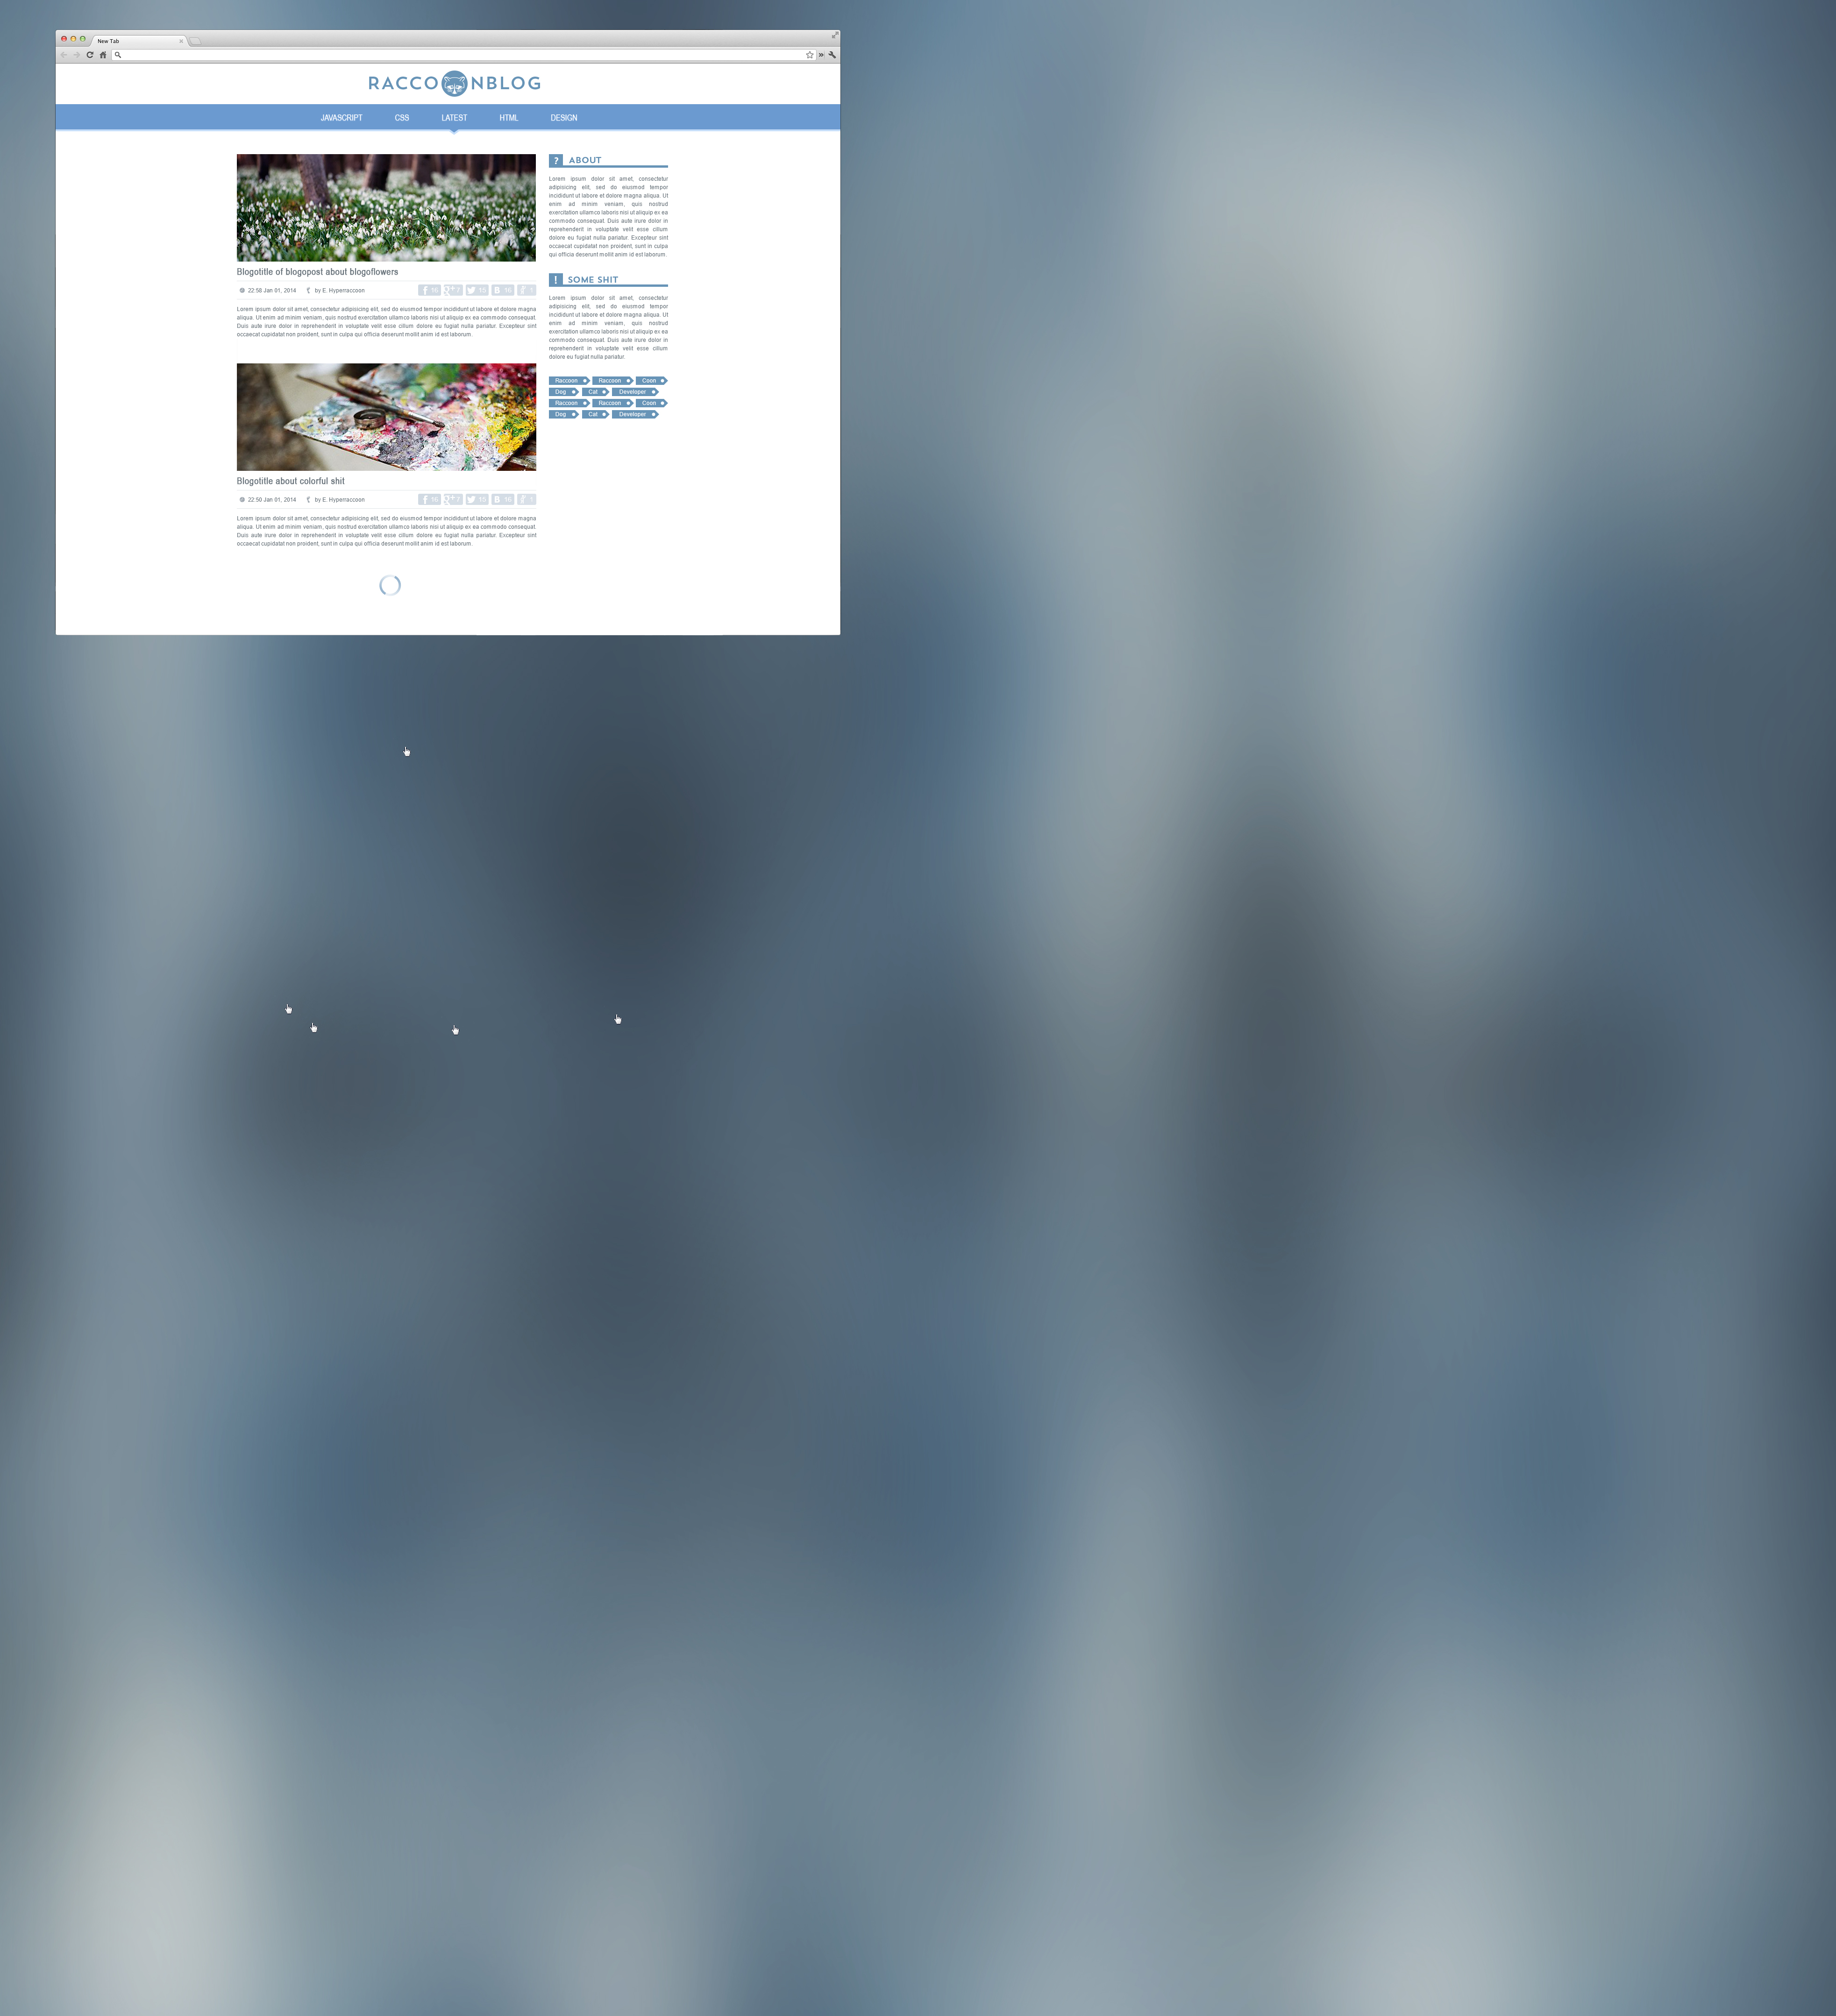 New Tab
RACCOONBLOG
JAVASCRIPT CSS LATEST HTML DESIGN
Blogotitle of blogopost about blogoflowers
22:58 Jan 01, 2014 by E. Hyperraccoon
Lorem ipsum dolor sit amet, consectetur adipisicing elit, sed do eiusmod tempor incididunt ut labore et dolore magna
aliqua. Ut enim ad minim veniam, quis nostrud exercitation ullamco laboris nisi ut aliquip ex ea commodo consequat.
Duis aute irure dolor in reprehenderit in voluptate velit esse cillum dolore eu fugiat nulla pariatur. Excepteur sint
occaecat cupidatat non proident, sunt in culpa qui officia deserunt mollit anim id est laborum.
Blogotitle about colorful shit
22:50 Jan 01, 2014 by E. Hyperraccoon
Lorem ipsum dolor sit amet, consectetur adipisicing elit, sed do eiusmod tempor incididunt ut labore et dolore magna
aliqua. Ut enim ad minim veniam, quis nostrud exercitation ullamco laboris nisi ut aliquip ex ea commodo consequat.
Duis aute irure dolor in reprehenderit in voluptate velit esse cillum dolore eu fugiat nulla pariatur. Excepteur sint
occaecat cupidatat non proident, sunt in culpa qui officia deserunt mollit anim id est laborum.
? ABOUT
Lorem ipsum dolor sit amet, consectetur
adipisicing elit, sed do eiusmod tempor
incididunt ut labore et dolore magna aliqua. Ut
enim ad minim veniam, quis nostrud
exercitation ullamco laboris nisi ut aliquip ex ea
commodo consequat. Duis aute irure dolor in
reprehenderit in voluptate velit esse cillum
dolore eu fugiat nulla pariatur. Excepteur sint
occaecat cupidatat non proident, sunt in culpa
qui officia deserunt mollit anim id est laborum.
! SOME SHIT
Lorem ipsum dolor sit amet, consectetur
adipisicing elit, sed do eiusmod tempor
incididunt ut labore et dolore magna aliqua. Ut
enim ad minim veniam, quis nostrud
exercitation ullamco laboris nisi ut aliquip ex ea
commodo consequat. Duis aute irure dolor in
reprehenderit in voluptate velit esse cillum
dolore eu fugiat nulla pariatur.
Raccoon Raccoon Coon
Dog Cat Developer
Raccoon Raccoon Coon
Dog Cat Developer